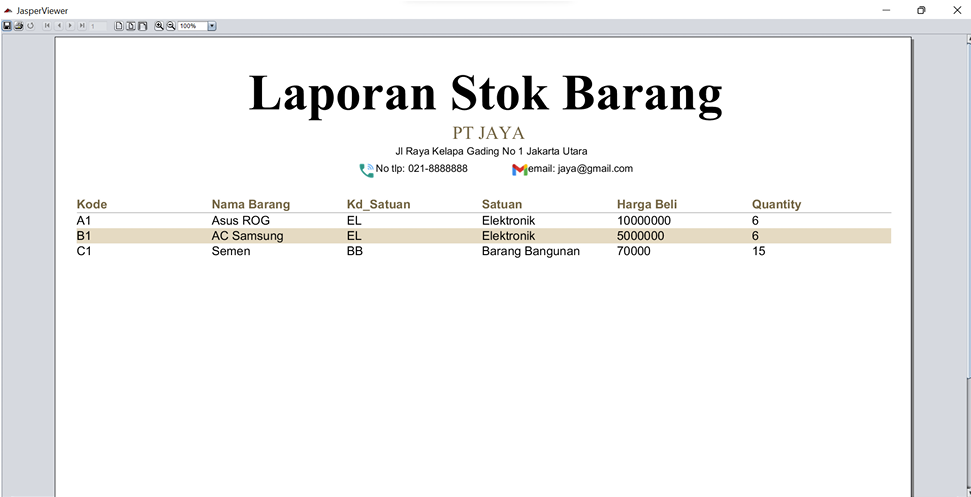 JasperViewer
1
100%
Laporan Stok Barang
PT JAYA
Jl Raya Kelapa Gading No 1 Jakarta Utara
No tlp: 021-8888888 email: jaya@gmail.com
Kode Nama Barang Kd_Satuan Satuan Harga Beli Quantity
A1 Asus ROG EL Elektronik 10000000 6
B1 AC Samsung EL Elektronik 5000000 6
C1 Semen BB Barang Bangunan 70000 15